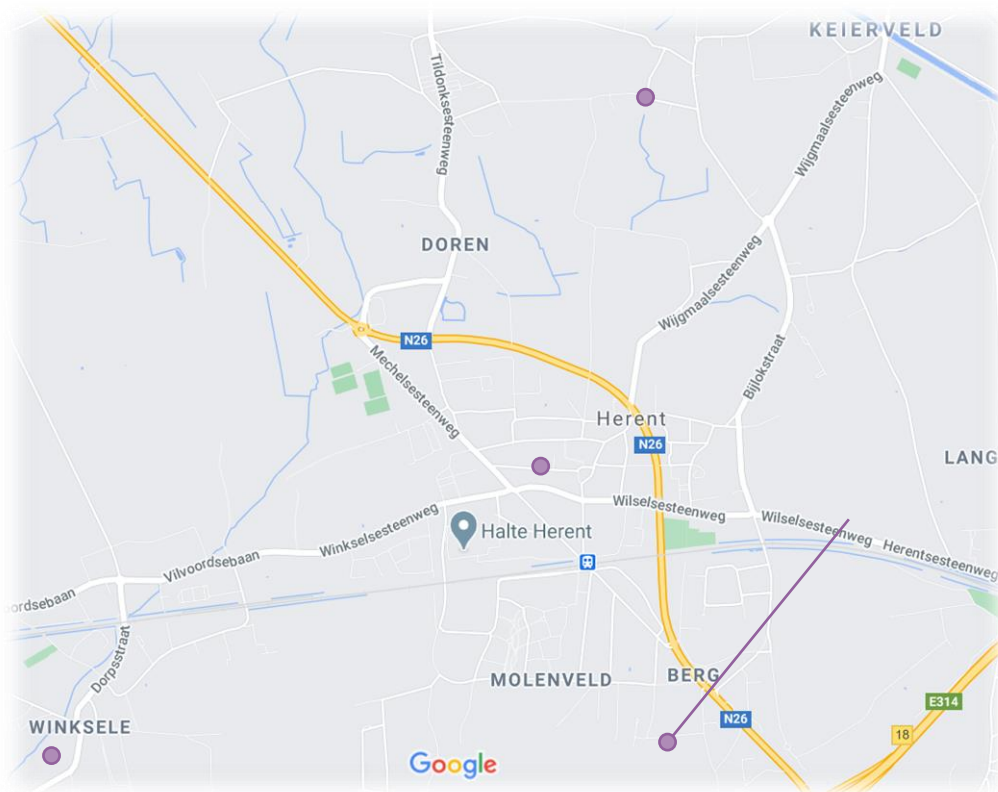 KEIERVELD
Tildonksesteenweg
Wijgmaalsesteenweg
DOREN
Wijgmaalsesteenweg
N26
Mechelsesteenweg
Bijlokstraat
Herent
N26
LANG
Wilselsesteenweg
Wilselsesteenweg
Winkselsesteenweg
Halte Herent
Herentsesteenweg
Vilvoordsebaan
oordsebaan
Dorpsstraat
BERG
MOLENVELD
E314
N26
WINKSELE
18
Google